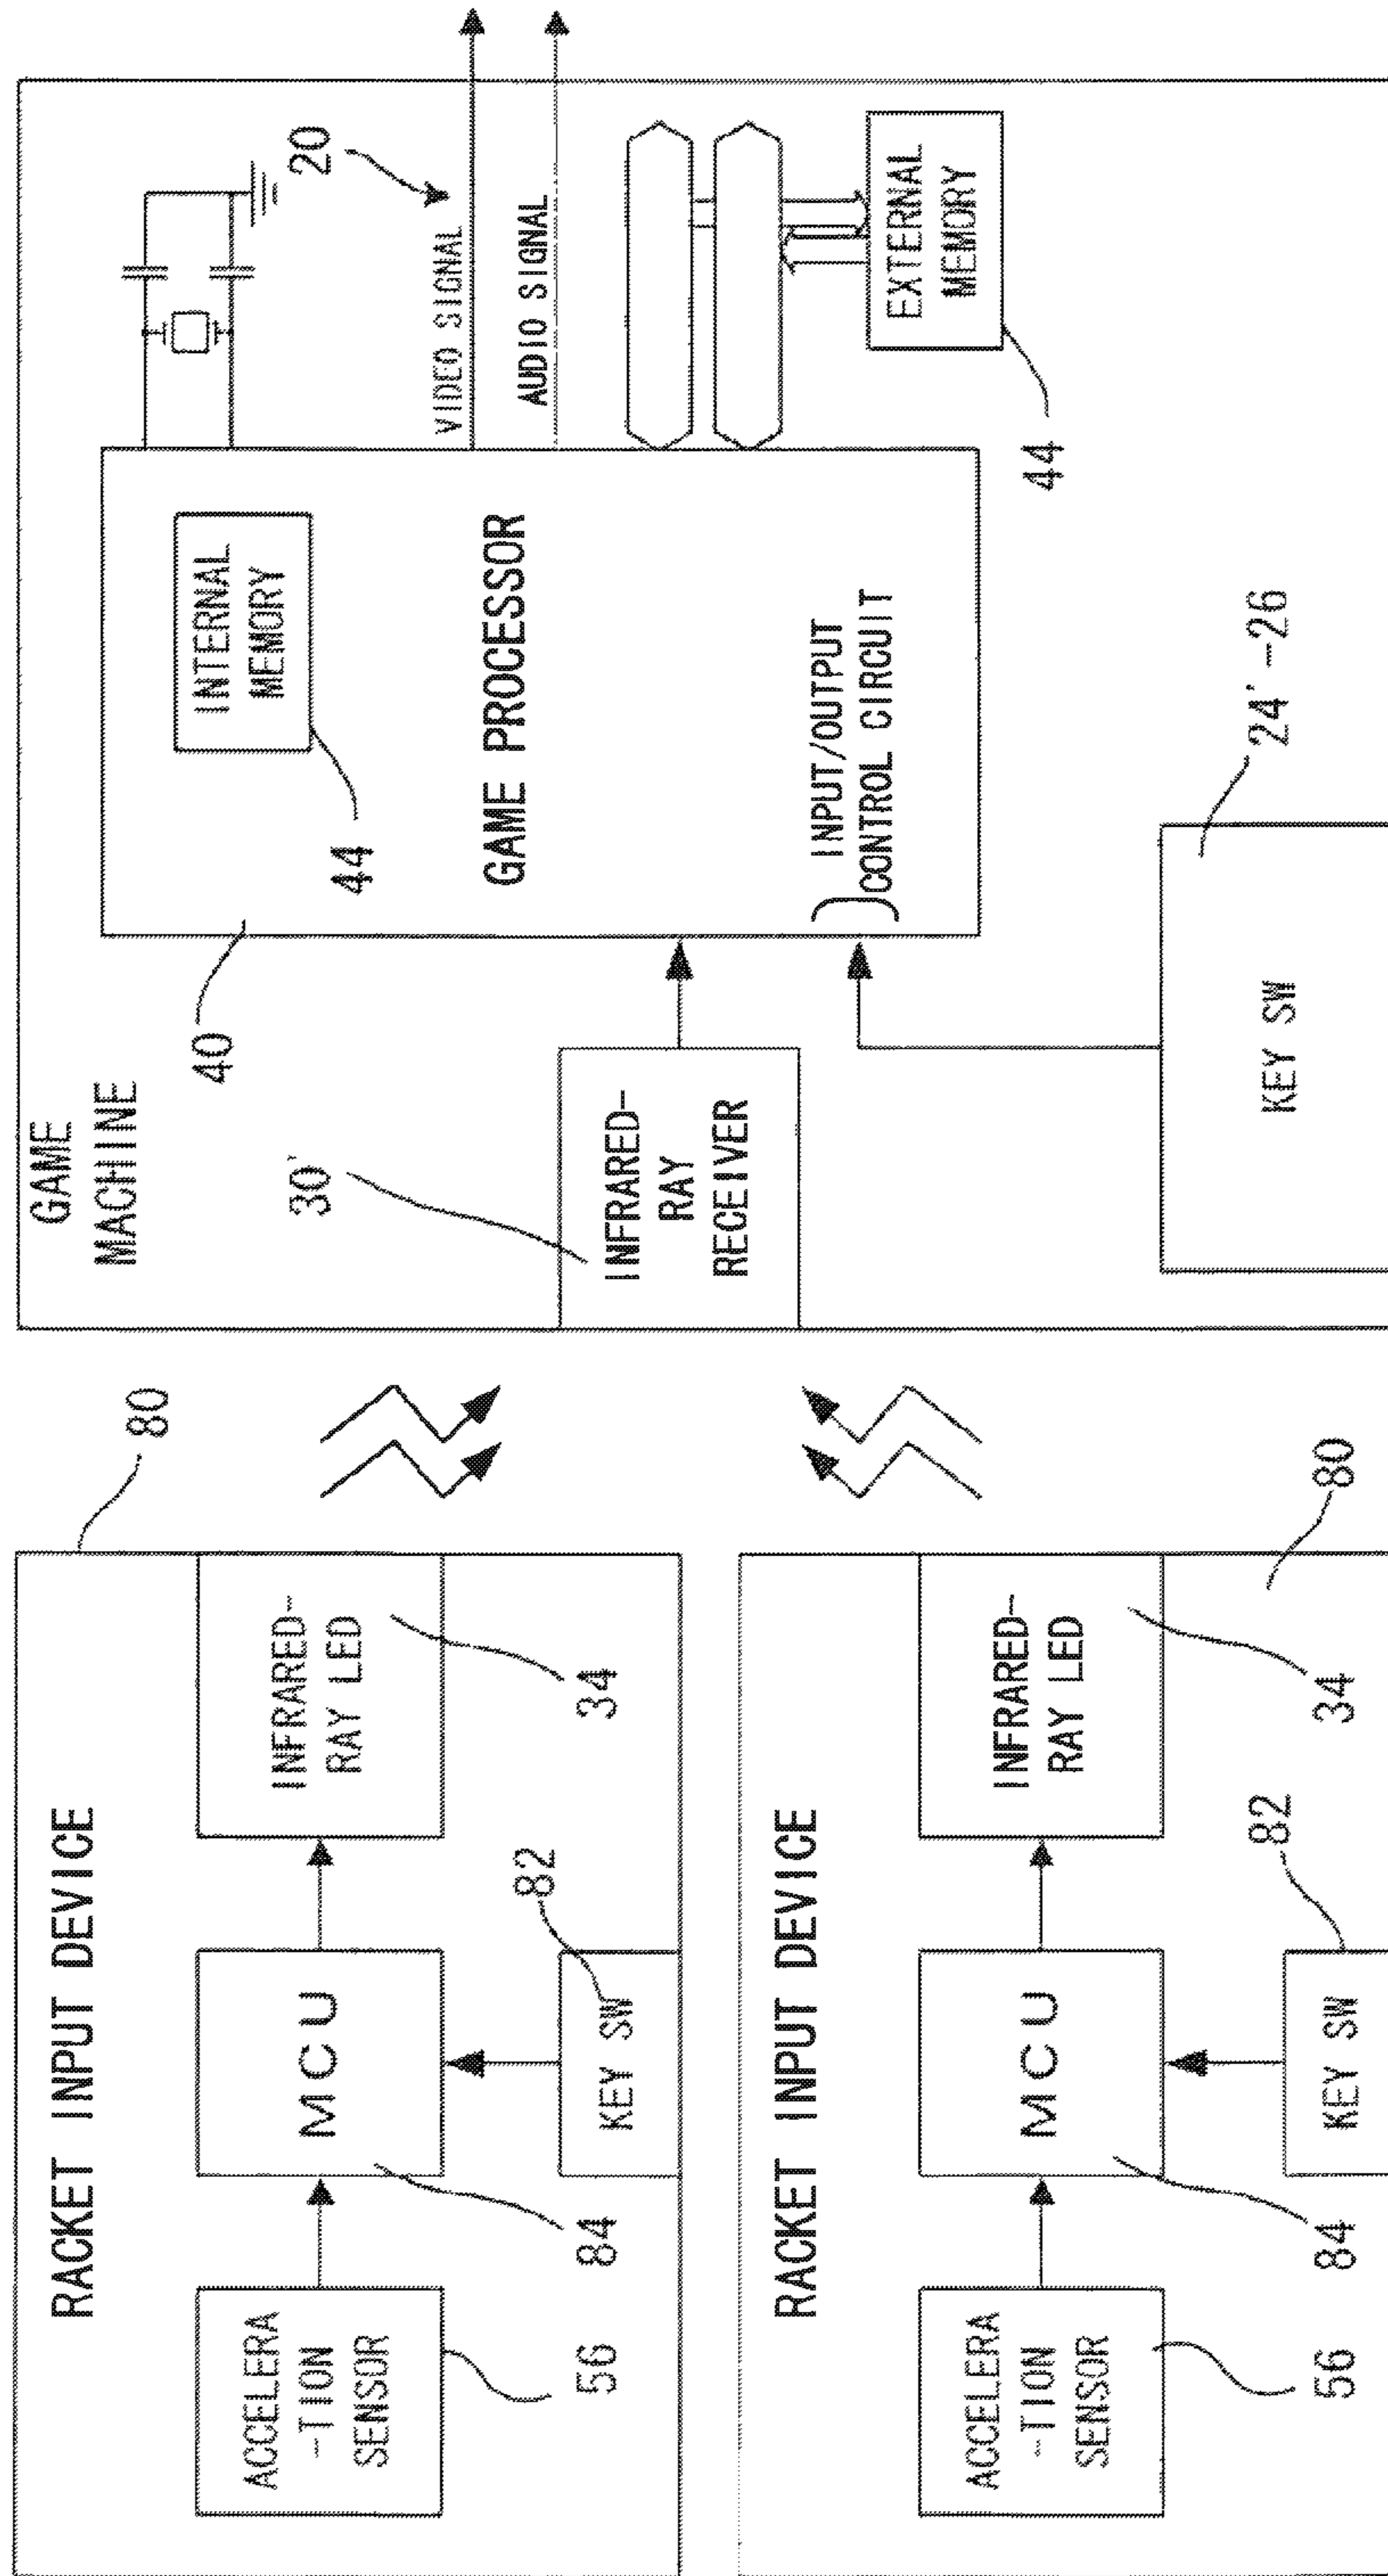 RACKET INPUT DEVICE
80
ACCELERA
-TION
SENSOR
56
MCU
84
KEY SW
82
INFRARED-
RAY LED
34
RACKET INPUT DEVICE
80
ACCELERA
-TION
SENSOR
56
MCU
84
KEY SW
82
INFRARED-
RAY LED
34
GAME
MACHINE
40
30'
INFRARED-
RAY
RECEIVER
INTERNAL
MEMORY
44
GAME PROCESSOR
INPUT/OUTPUT
CONTROL CIRCUIT
KEY SW
24'-26
20
VIDEO SIGNAL
AUDIO SIGNAL
EXTERNAL
MEMORY
44